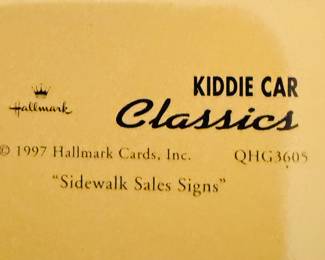 KIDDIE CAR
Hallmark Classics
© 1997 Hallmark Cards, Inc. QHG3605
"Sidewalk Sales Signs"